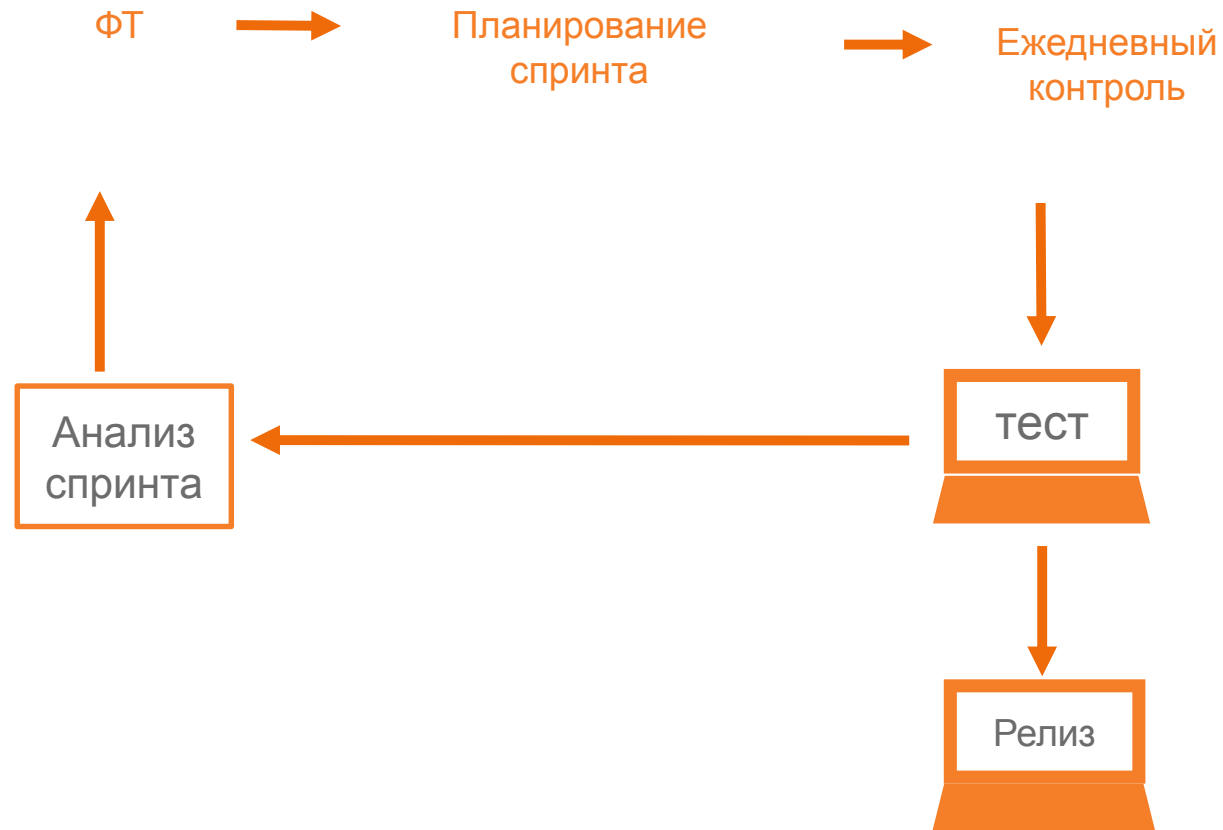 ФТ
Планирование
спринта
Ежедневный
контроль
Анализ
спринта
тест
Релиз